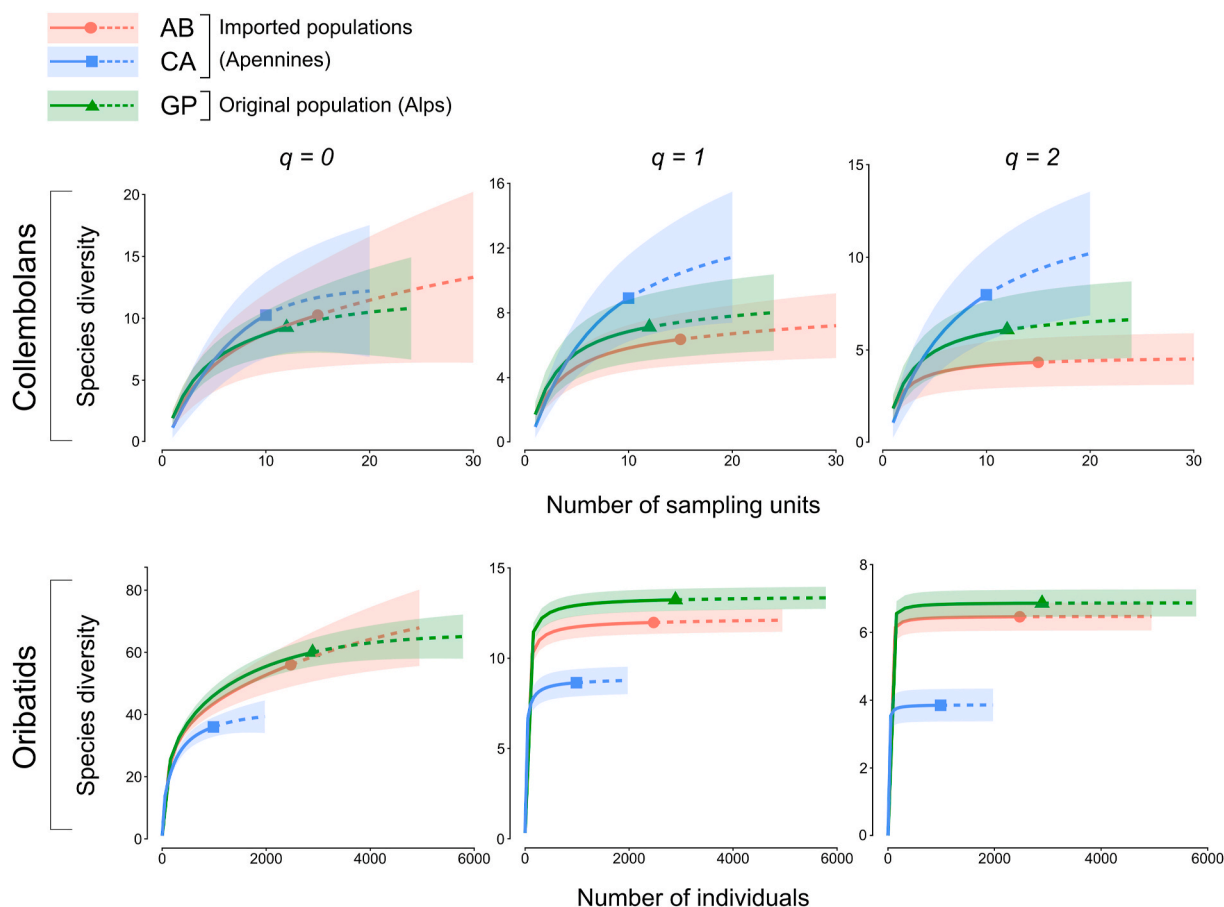 AB Imported populations
CA (Apennines)
GP Original population (Alps)
q = 0 q = 1 q = 2
Collembolans
Species diversity
20
15
10
5
0
0 10 20 30
16
12
8
4
0
0 10 20 30
15
10
5
0
0 10 20 30
Number of sampling units
Oribatids
Species diversity
80
60
40
20
0
0 2000 4000 6000
15
10
5
0
0 2000 4000 6000
8
6
4
2
0
0 2000 4000 6000
Number of individuals